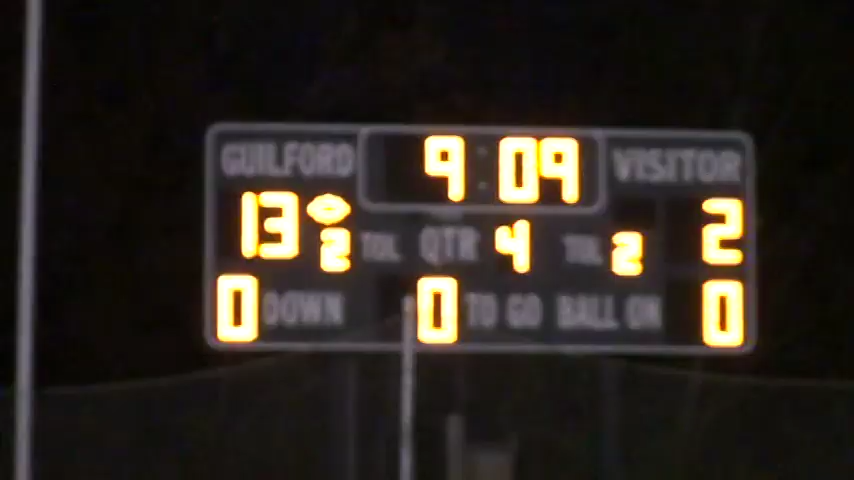 GUILFORD 9:09 VISITOR
13 2 TOL QTR 4 TOL 2 2
0 DOWN 0 TO GO BALL ON 0